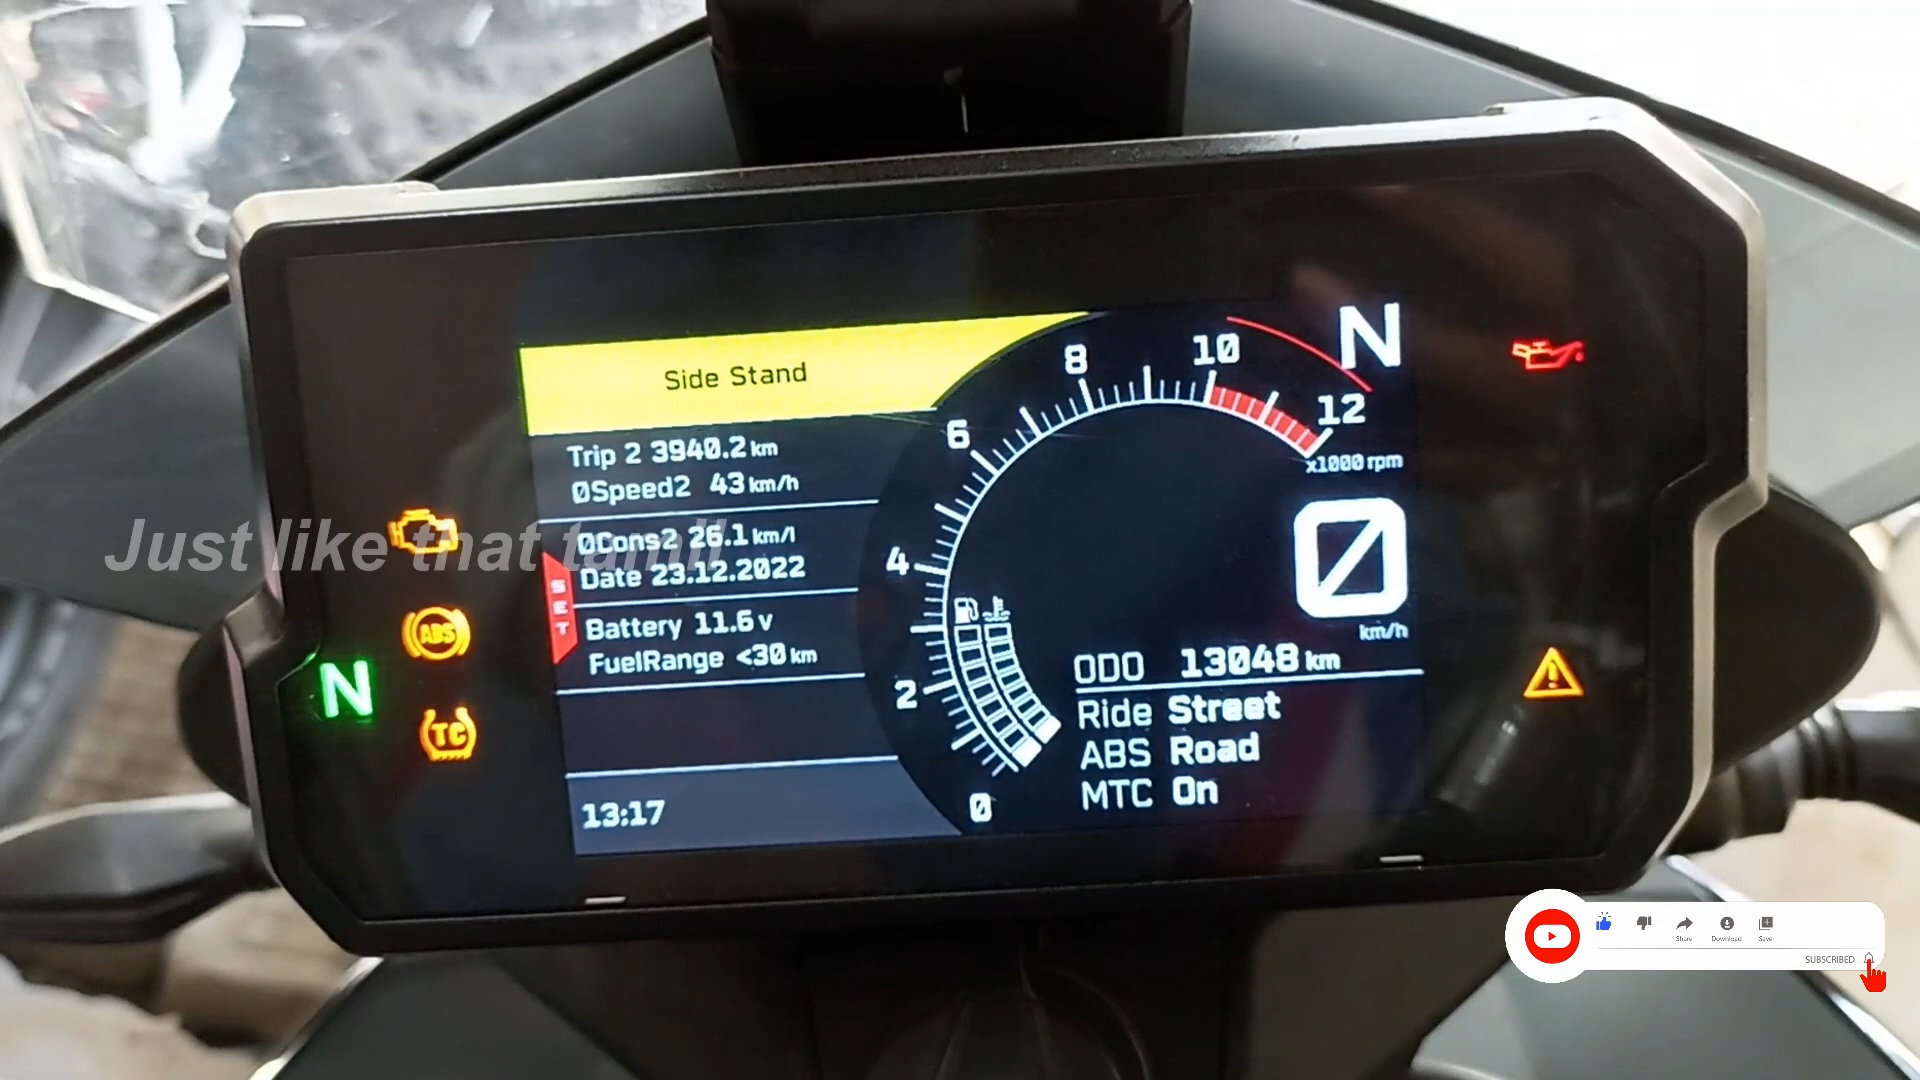 Side Stand
Trip 2 3940.2 km
ØSpeed2 43 km/h
ØCons2 26.1 km/l
Date 23.12.2022
Battery 11.6 v
FuelRange <30 km
13:17
SET
0
2
4
6
8
10
12
x1000 rpm
N
0
km/h
ODO 13048 km
Ride Street
ABS Road
MTC On
N
ABS
TC
Just like that tamil
Share
Download
Save
SUBSCRIBED